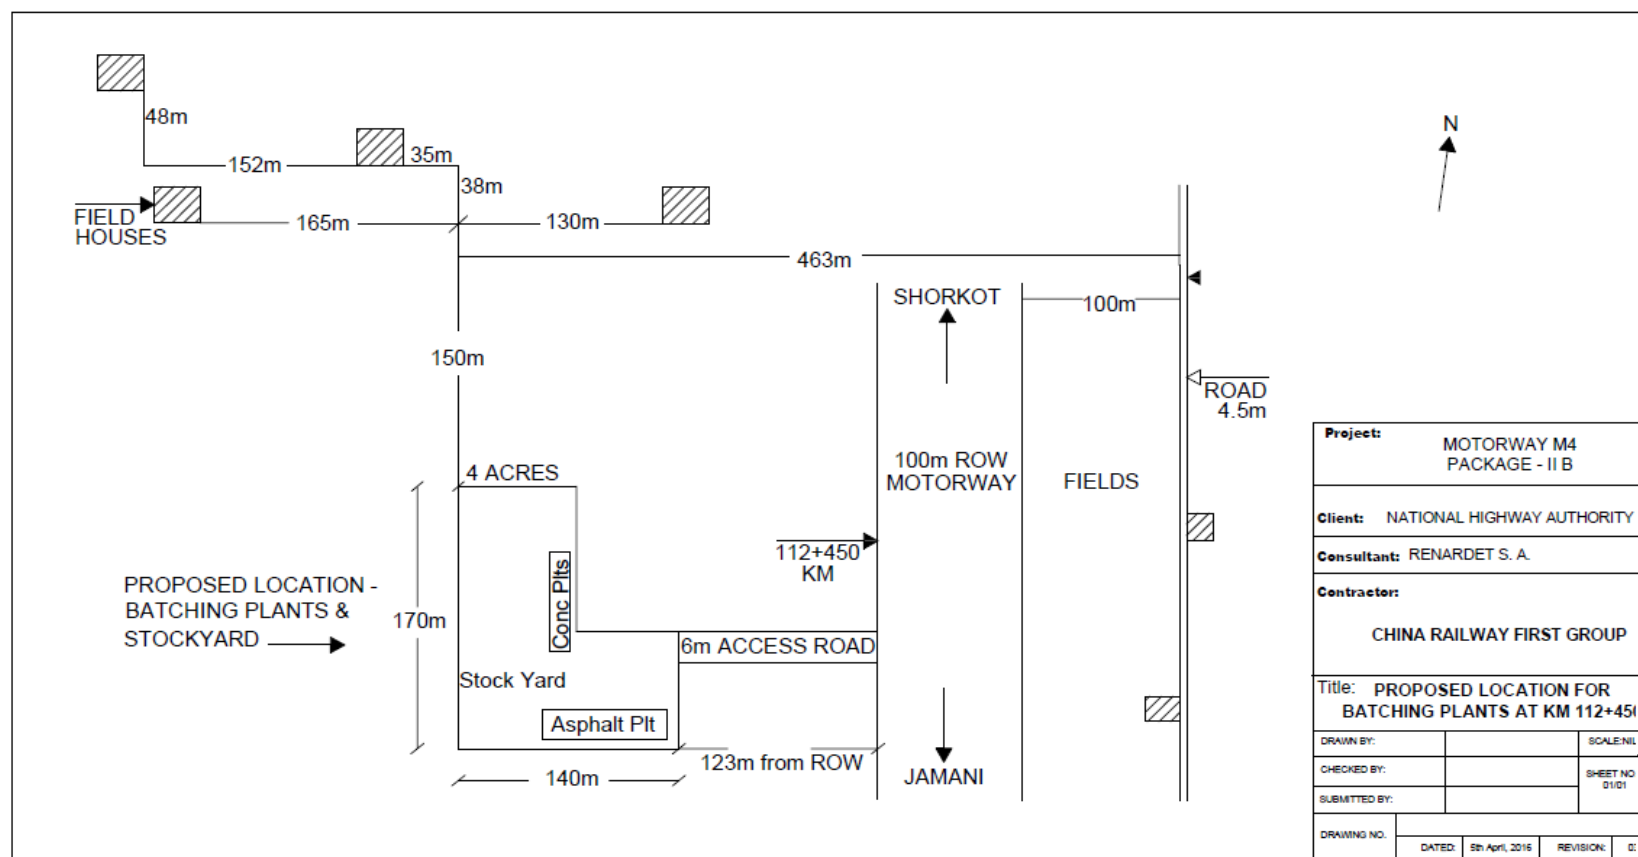 48m
152m
35m
38m
FIELD
HOUSES
165m
130m
463m
N
SHORKOT
100m
150m
ROAD
4.5m
4 ACRES
100m ROW
MOTORWAY
FIELDS
112+450
KM
PROPOSED LOCATION -
BATCHING PLANTS &
STOCKYARD
170m
Conc Plts
6m ACCESS ROAD
Stock Yard
Asphalt Plt
123m from ROW
140m
JAMANI
Project:
MOTORWAY M4
PACKAGE - II B
Client: NATIONAL HIGHWAY AUTHORITY
Consultant: RENARDET S. A.
Contractor:
CHINA RAILWAY FIRST GROUP
Title: PROPOSED LOCATION FOR
BATCHING PLANTS AT KM 112+45
DRAWN BY: SCALE:NIL
CHECKED BY: SHEET NO
01/01
SUBMITTED BY:
DRAWING NO.
DATED: 5th April, 2016 REVISION: